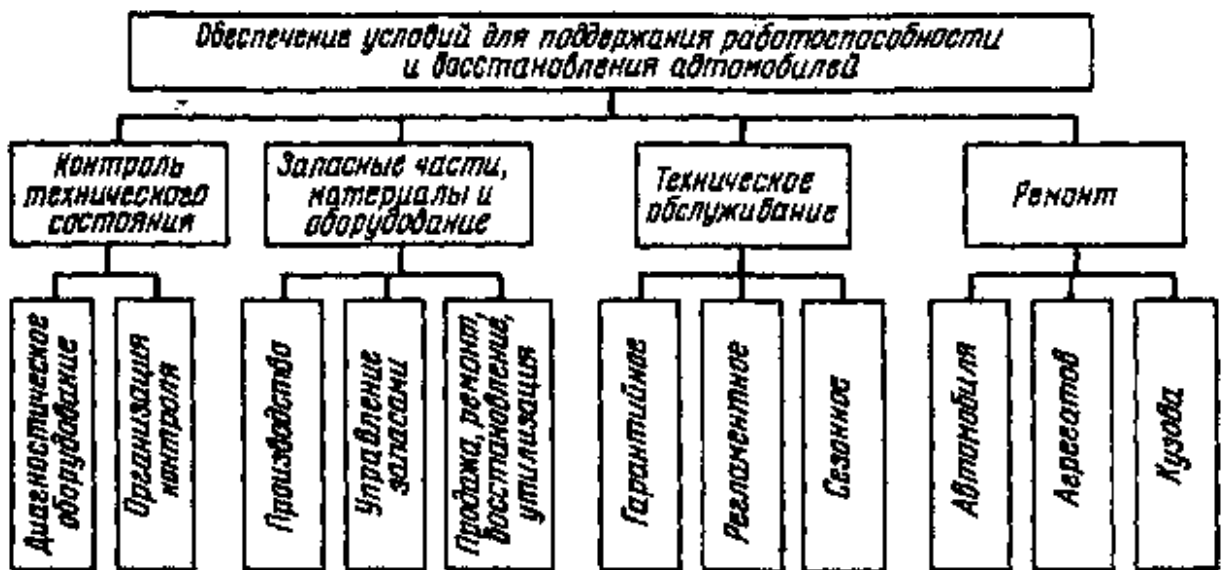 Обеспечение условий для поддержания работоспособности
и восстановления автомобилей
Контроль
технического
состояния
Запасные части,
материалы и
оборудование
Техническое
обслуживание
Ремонт
Диагностическое
оборудование
Организация
контроля
Производство
Управление
запасами
Продажа, ремонт,
восстановление,
утилизация
Гарантийное
Регламентное
Сезонное
Автомобиля
Агрегатов
Кузова